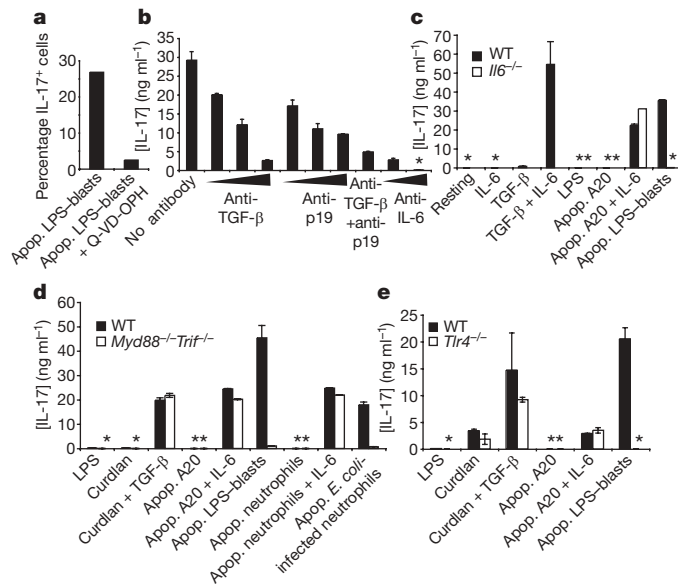 a
Percentage IL-17⁺ cells
30
20
10
0
Apop. LPS–blasts
Apop. LPS–blasts
+ Q-VD-OPH
b
[IL-17] (ng ml⁻¹)
35
30
25
20
15
10
5
0
*
No antibody
Anti-
TGF-β
Anti-
p19
Anti-
TGF-β
+anti-
p19
Anti-
IL-6
c
[IL-17] (ng ml⁻¹)
70
60
50
40
30
20
10
0
WT
Il6⁻/⁻
* * ** ** *
Resting
IL-6
TGF-β
TGF-β + IL-6
LPS
Apop. A20
Apop. A20 + IL-6
Apop. LPS–blasts
d
[IL-17] (ng ml⁻¹)
60
50
40
30
20
10
0
WT
Myd88⁻/⁻Trif⁻/⁻
* * ** **
LPS
Curdlan
Curdlan + TGF-β
Apop. A20
Apop. A20 + IL-6
Apop. LPS–blasts
Apop. neutrophils
Apop. neutrophils + IL-6
Apop. E. coli-
infected neutrophils
e
[IL-17] (ng ml⁻¹)
25
20
15
10
5
0
WT
Tlr4⁻/⁻
* ** *
LPS
Curdlan
Curdlan + TGF-β
Apop. A20
Apop. A20 + IL-6
Apop. LPS–blasts